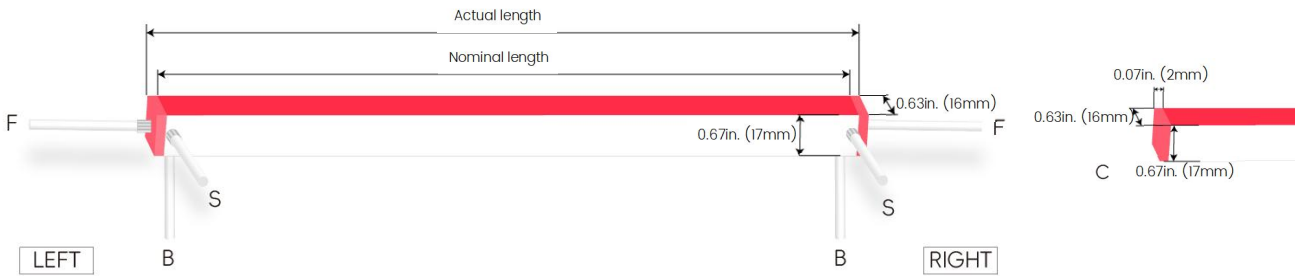 Actual length
Nominal length
0.07in. (2mm)
0.63in. (16mm)
0.63in. (16mm)
F
F
0.67in. (17mm)
0.67in. (17mm)
C
S
S
B
B
LEFT
RIGHT